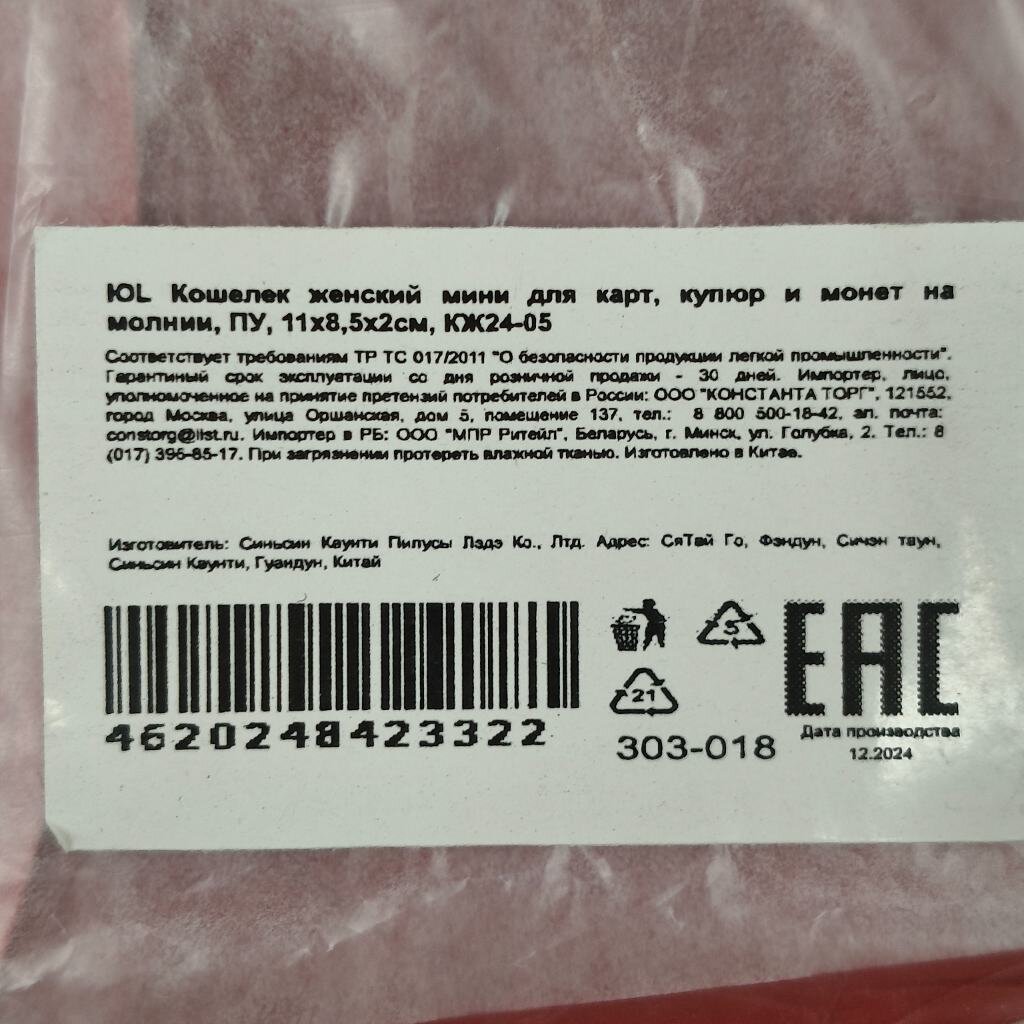 ЮL Кошелек женский мини для карт, купюр и монет на
молнии, ПУ, 11х8,5х2см, КЖ24-05
Соответствует требованиям ТР ТС 017/2011 "О безопасности продукции легкой промышленности".
Гарантиный срок эксплуатации со дня розничной продажи - 30 дней. Импортер, лицо,
уполномоченное на принятие претензий потребителей в России: ООО "КОНСТАНТА ТОРГ", 121552,
город Москва, улица Оршанская, дом 5, помещение 137, тел.: 8 800 500-18-42, эл. почта:
constorg@list.ru. Импортер в РБ: ООО "МПР Ритейл", Беларусь, г. Минск, ул. Голубка, 2. Тел.: 8
(017) 396-85-17. При загрязнении протереть влажной тканью. Изготовлено в Китае.
Изготовитель: Синьсин Каунти Пилусы Лэдэ Ко., Лтд. Адрес: СяТай Го, Фэндун, Сичэн таун,
Синьсин Каунти, Гуандун, Китай
5
21
EAC
4620248423322
303-018
Дата производства
12.2024